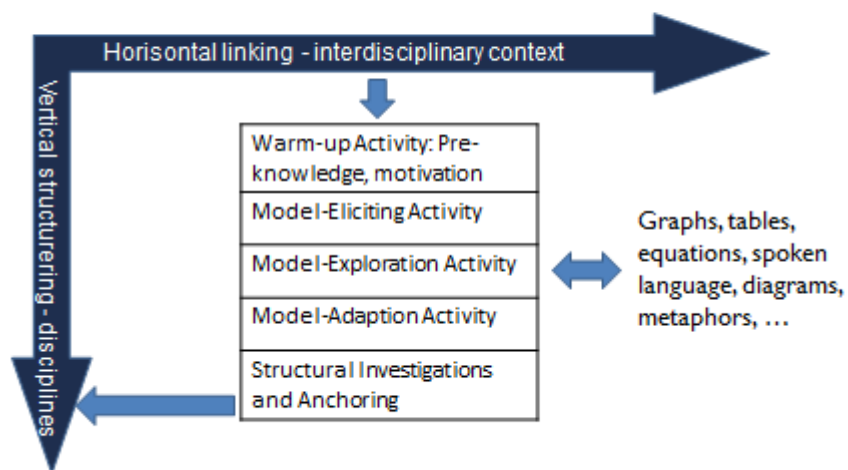 Horisontal linking - interdisciplinary context
Vertical structurering - disciplines
Warm-up Activity: Pre-
knowledge, motivation
Model-Eliciting Activity
Model-Exploration Activity
Model-Adaption Activity
Structural Investigations
and Anchoring
Graphs, tables,
equations, spoken
language, diagrams,
metaphors, ...